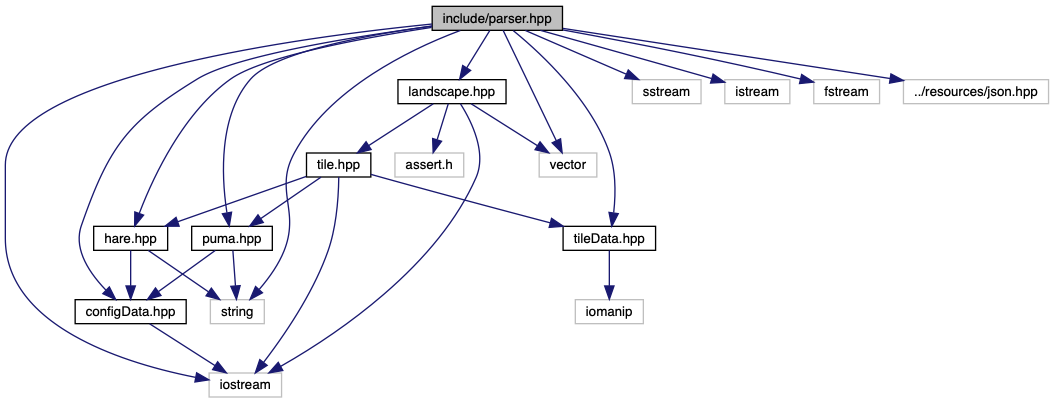 include/parser.hpp
landscape.hpp
sstream
istream
fstream
../resources/json.hpp
tile.hpp
assert.h
vector
hare.hpp
puma.hpp
tileData.hpp
configData.hpp
string
iomanip
iostream